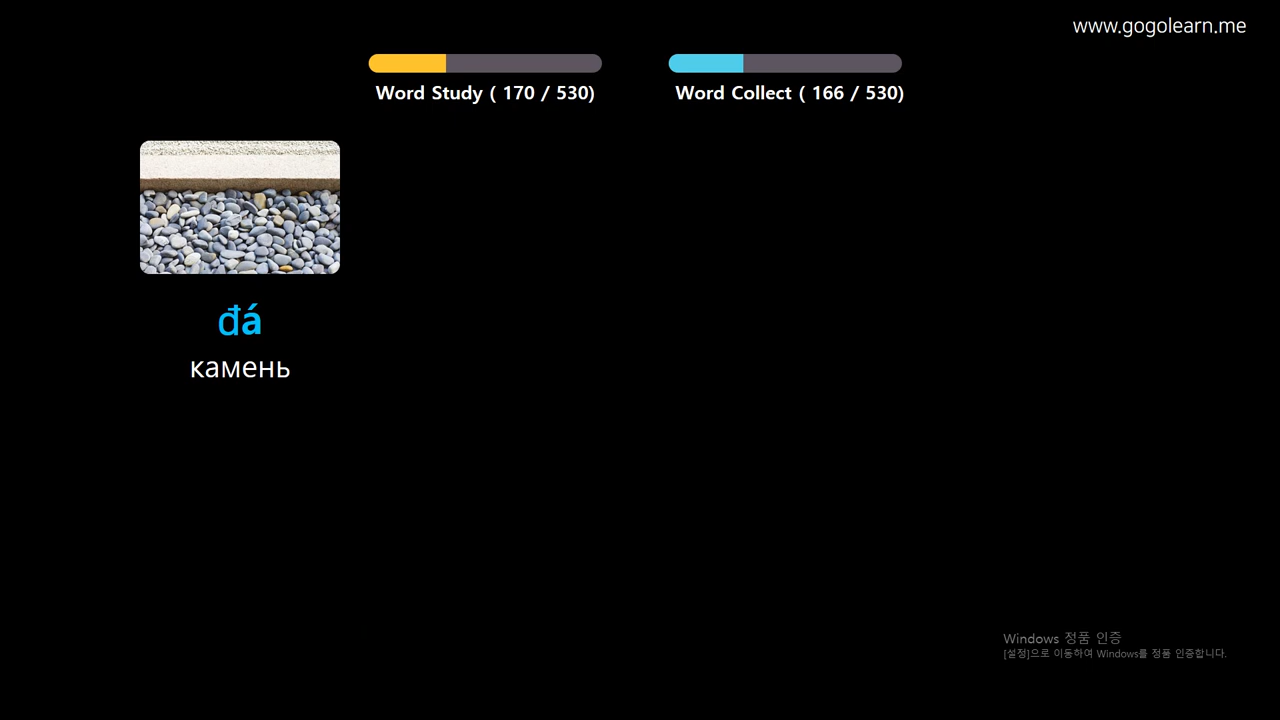 www.gogolearn.me
Word Study ( 170 / 530)
Word Collect ( 166 / 530)
đá
камень
Windows 정품 인증
[설정]으로 이동하여 Windows를 정품 인증합니다.